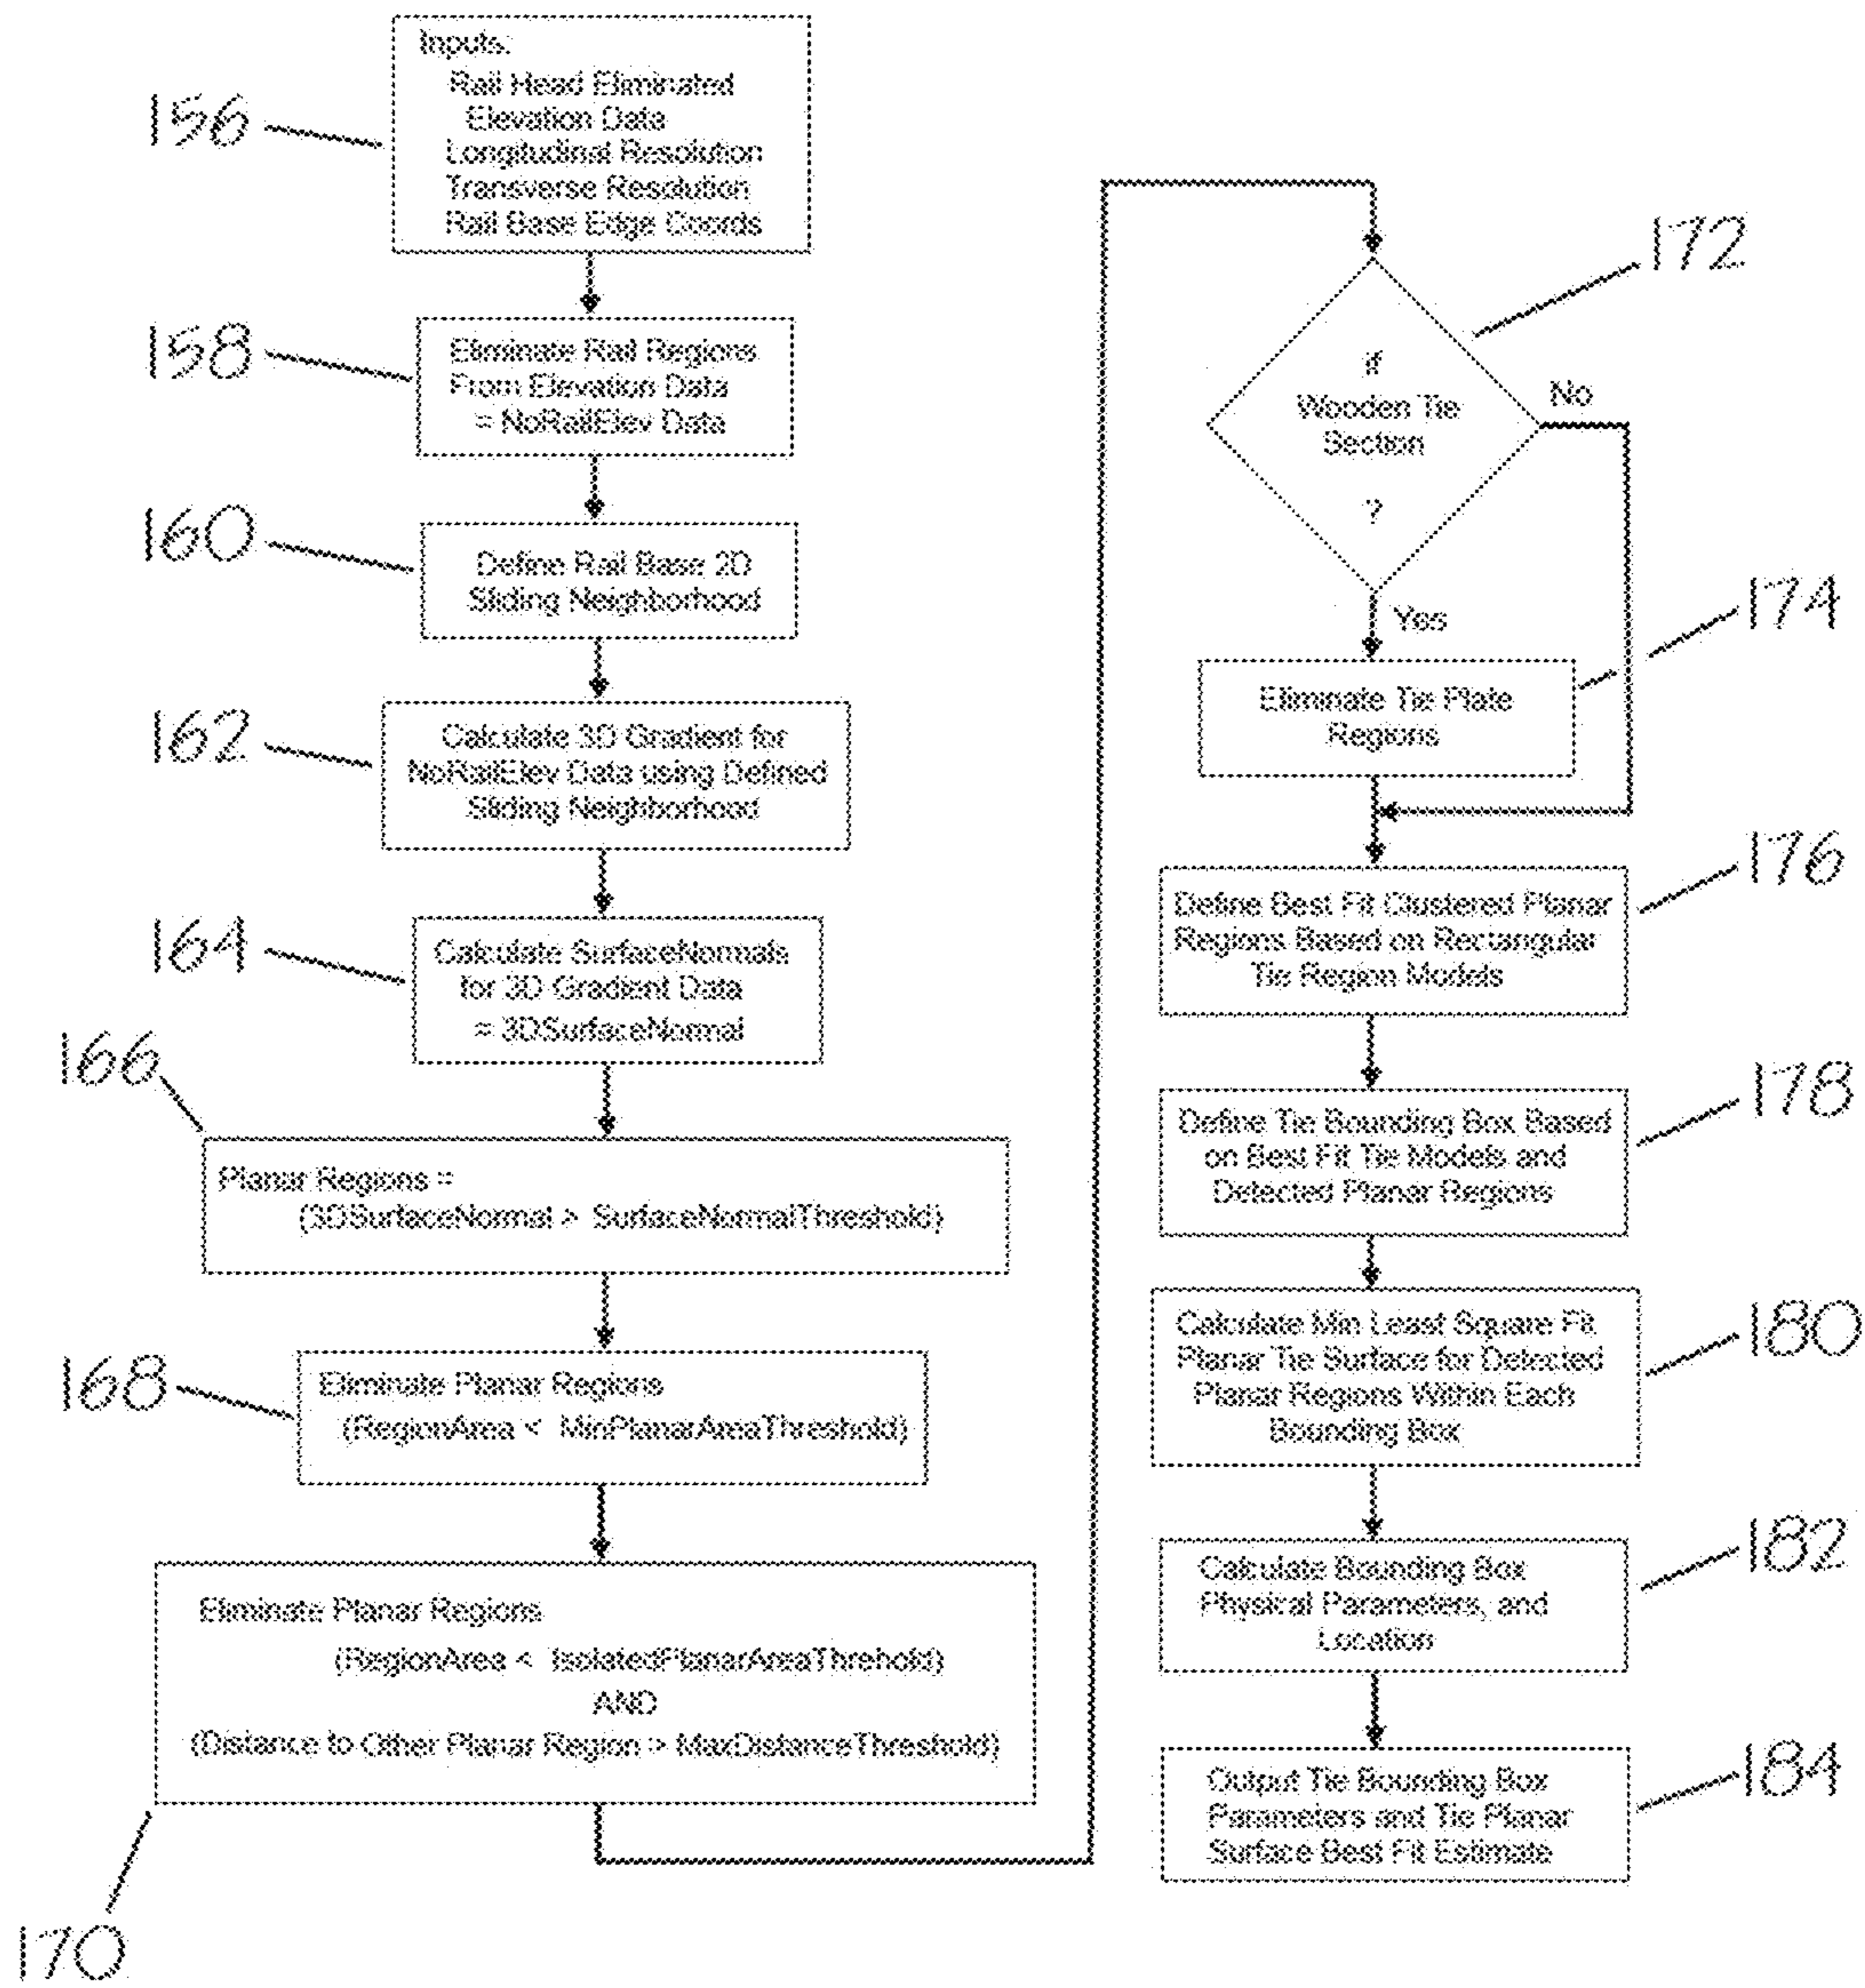 Inputs:
Rail Head Eliminated
Elevation Data
Longitudinal Resolution
Transverse Resolution
Rail Base Edge Coords
156
Eliminate Rail Regions
From Elevation Data
= NoRailElev Data
158
Define Rail Base 2D
Sliding Neighborhood
160
Calculate 3D Gradient for
NoRailElev Data using Defined
Sliding Neighborhood
162
Calculate SurfaceNormals
for 3D Gradient Data
= 3DSurfaceNormal
164
166
Planar Regions =
(3DSurfaceNormal > SurfaceNormalThreshold)
168
Eliminate Planar Regions
(RegionArea < MinPlanarAreaThreshold)
Eliminate Planar Regions
(RegionArea < IsolatedPlanarAreaThrehold)
AND
(Distance to Other Planar Region > MaxDistanceThreshold)
170
172
If
Wooden Tie
Section
?
No
Yes
174
Eliminate Tie Plate
Regions
176
Define Best Fit Clustered Planar
Regions Based on Rectangular
Tie Region Models
178
Define Tie Bounding Box Based
on Best Fit Tie Models and
Detected Planar Regions
180
Calculate Min Least Square Fit
Planar Tie Surface for Detected
Planar Regions Within Each
Bounding Box
182
Calculate Bounding Box
Physical Parameters, and
Location
184
Output Tie Bounding Box
Parameters and Tie Planar
Surface Best Fit Estimate